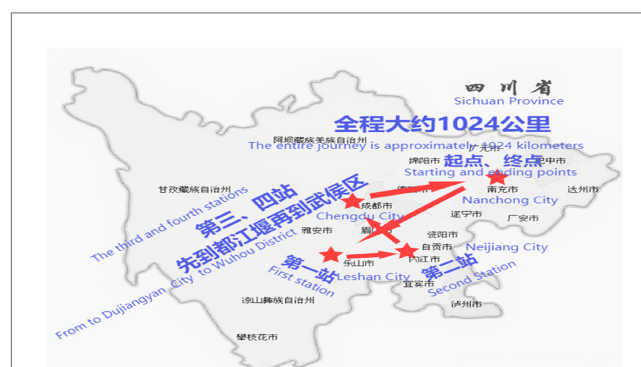 四川省
Sichuan Province
全程大约1024公里
The entire journey is approximately 1024 kilometers
阿坝藏族羌族自治州
广元市
绵阳市
巴中市
起点、终点
Starting and ending points
甘孜藏族自治州
南充市
达州市
Nanchong City
成都市
Chengdu City
遂宁市
广安市
第三、四站
The third and fourth stations
先到都江堰再到武侯区
From to Dujiangyan City to Wuhou District
雅安市
资阳市
自贡市
Neijiang City
内江市
第一站
First station
乐山市
Leshan City
第二站
Second Station
宜宾市
泸州市
凉山彝族自治州
攀枝花市